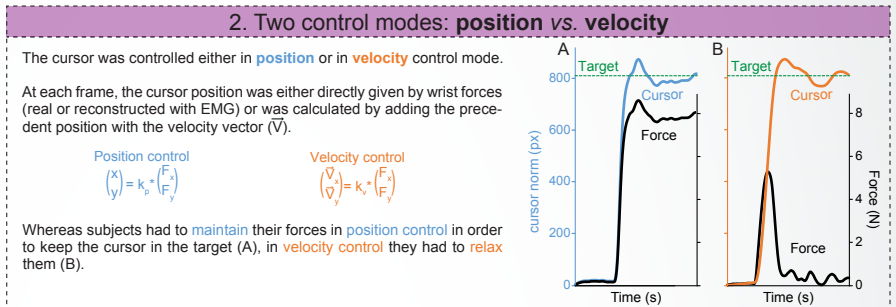 2. Two control modes: position vs. velocity
The cursor was controlled either in position or in velocity control mode.
At each frame, the cursor position was either directly given by wrist forces
(real or reconstructed with EMG) or was calculated by adding the prece-
dent position with the velocity vector (V⃗).
Position control
(x y) = kp*(Fx Fy)
Velocity control
(V⃗x V⃗y) = kv*(Fx Fy)
Whereas subjects had to maintain their forces in position control in order
to keep the cursor in the target (A), in velocity control they had to relax
them (B).
A
Target
Cursor
Force
cursor norm (px)
800
600
400
200
0
Time (s)
B
Target
Cursor
Force
8
6
4
2
0
Force (N)
Time (s)